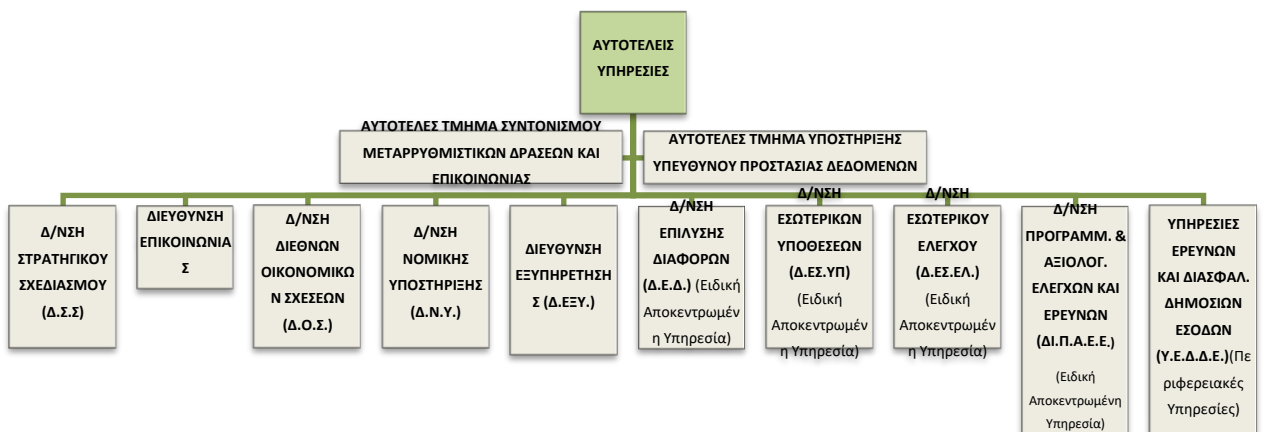 ΑΥΤΟΤΕΛΕΙΣ
ΥΠΗΡΕΣΙΕΣ
ΑΥΤΟΤΕΛΕΣ ΤΜΗΜΑ ΣΥΝΤΟΝΙΣΜΟΥ
ΜΕΤΑΡΡΥΘΜΙΣΤΙΚΩΝ ΔΡΑΣΕΩΝ ΚΑΙ
ΕΠΙΚΟΙΝΩΝΙΑΣ
ΑΥΤΟΤΕΛΕΣ ΤΜΗΜΑ ΥΠΟΣΤΗΡΙΞΗΣ
ΥΠΕΥΘΥΝΟΥ ΠΡΟΣΤΑΣΙΑΣ ΔΕΔΟΜΕΝΩΝ
Δ/ΝΣΗ
ΣΤΡΑΤΗΓΙΚΟΥ
ΣΧΕΔΙΑΣΜΟΥ
(Δ.Σ.Σ)
ΔΙΕΥΘΥΝΣΗ
ΕΠΙΚΟΙΝΩΝΙΑ
Σ
Δ/ΝΣΗ
ΔΙΕΘΝΩΝ
ΟΙΚΟΝΟΜΙΚΩ
Ν ΣΧΕΣΕΩΝ
(Δ.Ο.Σ.)
Δ/ΝΣΗ
ΝΟΜΙΚΗΣ
ΥΠΟΣΤΗΡΙΞΗΣ
(Δ.Ν.Υ.)
ΔΙΕΥΘΥΝΣΗ
ΕΞΥΠΗΡΕΤΗΣΗ
Σ (Δ.ΕΞΥ.)
Δ/ΝΣΗ
ΕΠΙΛΥΣΗΣ
ΔΙΑΦΟΡΩΝ
(Δ.Ε.Δ.) (Ειδική
Αποκεντρωμέν
η Υπηρεσία)
Δ/ΝΣΗ
ΕΣΩΤΕΡΙΚΩΝ
ΥΠΟΘΕΣΕΩΝ
(Δ.ΕΣ.ΥΠ)
(Ειδική
Αποκεντρωμέν
η Υπηρεσία)
Δ/ΝΣΗ
ΕΣΩΤΕΡΙΚΟΥ
ΕΛΕΓΧΟΥ
(Δ.ΕΣ.ΕΛ.)
(Ειδική
Αποκεντρωμέν
η Υπηρεσία)
Δ/ΝΣΗ
ΠΡΟΓΡΑΜΜ. &
ΑΞΙΟΛΟΓ.
ΕΛΕΓΧΩΝ ΚΑΙ
ΕΡΕΥΝΩΝ
(ΔΙ.Π.Α.Ε.Ε.)
(Ειδική
Αποκεντρωμένη
Υπηρεσία)
ΥΠΗΡΕΣΙΕΣ
ΕΡΕΥΝΩΝ
ΚΑΙ ΔΙΑΣΦΑΛ.
ΔΗΜΟΣΙΩΝ
ΕΣΟΔΩΝ
(Υ.Ε.Δ.Δ.Ε.)(Πε
ριφερειακές
Υπηρεσίες)